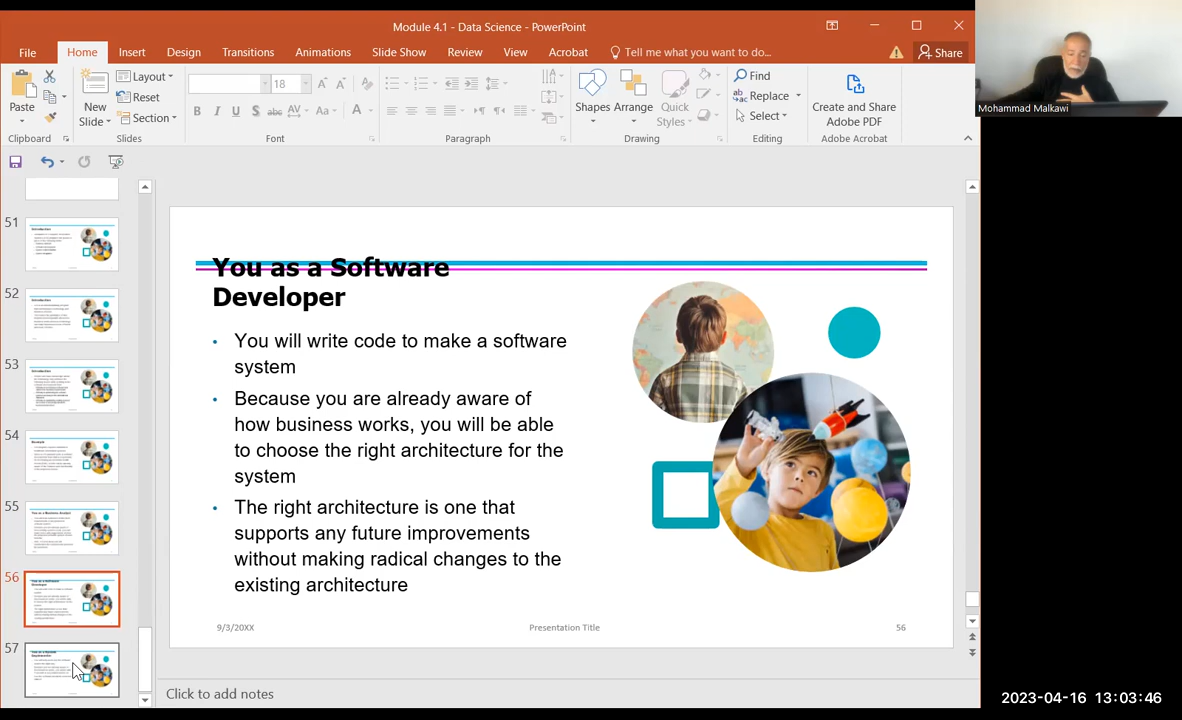 Module 4.1 - Data Science - PowerPoint
File Home Insert Design Transitions Animations Slide Show Review View Acrobat Tell me what you want to do... Share
Paste
Clipboard
New Slide
Layout
Reset
Section
Slides
18
B I U S abc AV Aa A
Font
Paragraph
Shapes Arrange Quick Styles
Drawing
Find
Replace
Select
Editing
Create and Share Adobe PDF
Adobe Acrobat
Mohammad Malkawi
51
52
53
54
55
56
57
You as a Software
Developer
• You will write code to make a software
system
• Because you are already aware of
how business works, you will be able
to choose the right architecture for the
system
• The right architecture is one that
supports any future improvements
without making radical changes to the
existing architecture
9/3/20XX Presentation Title 56
Click to add notes
2023-04-16 13:03:46